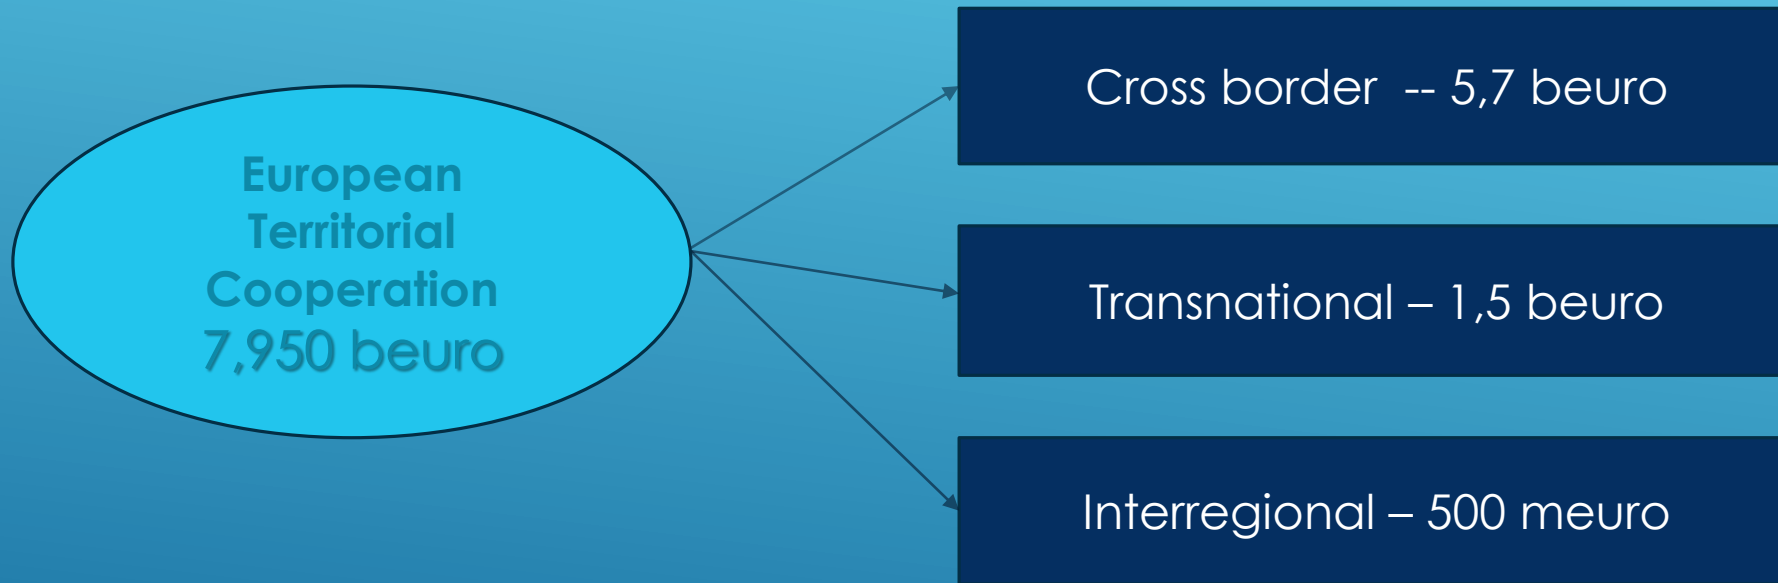 European
Territorial
Cooperation
7,950 beuro
Cross border -- 5,7 beuro
Transnational – 1,5 beuro
Interregional – 500 meuro